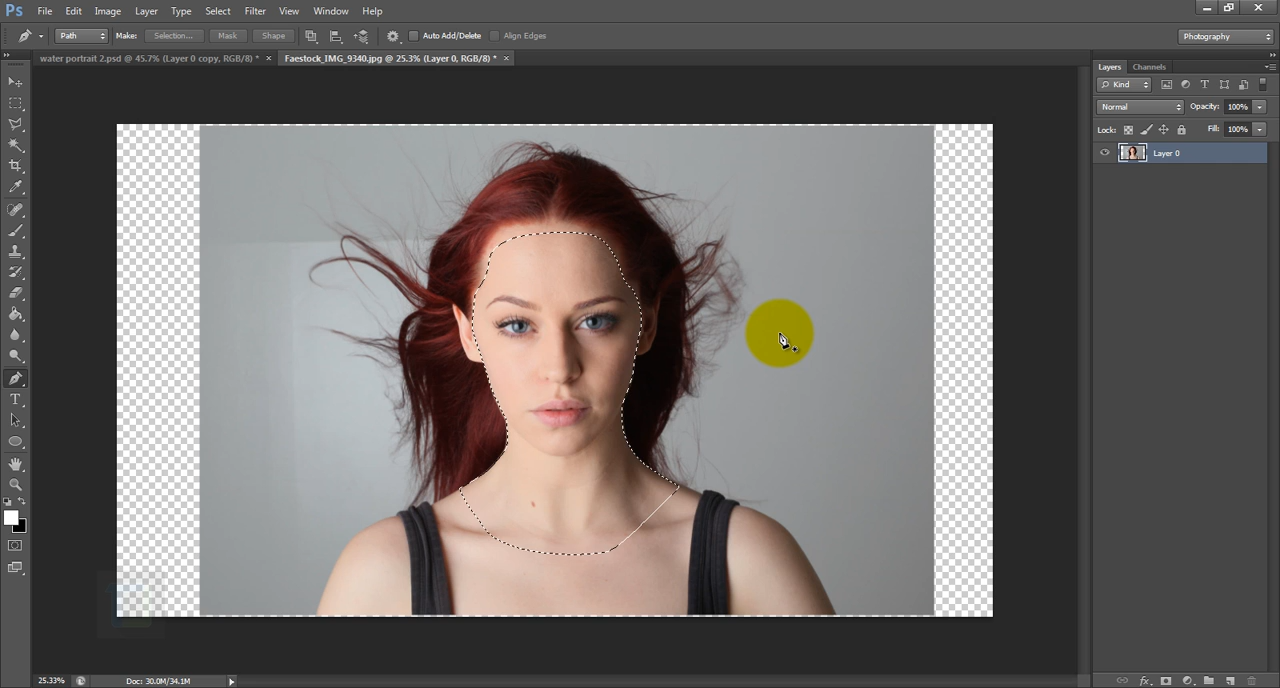 Ps File Edit Image Layer Type Select Filter View Window Help
Path Make: Selection... Mask Shape Auto Add/Delete Align Edges Photography
water portrait 2.psd @ 45.7% (Layer 0 copy, RGB/8) * × Faestock_IMG_9340.jpg @ 25.3% (Layer 0, RGB/8) * ×
Layers Channels
Kind
Normal Opacity: 100%
Lock: Fill: 100%
Layer 0
25.33% Doc: 30.0M/34.1M